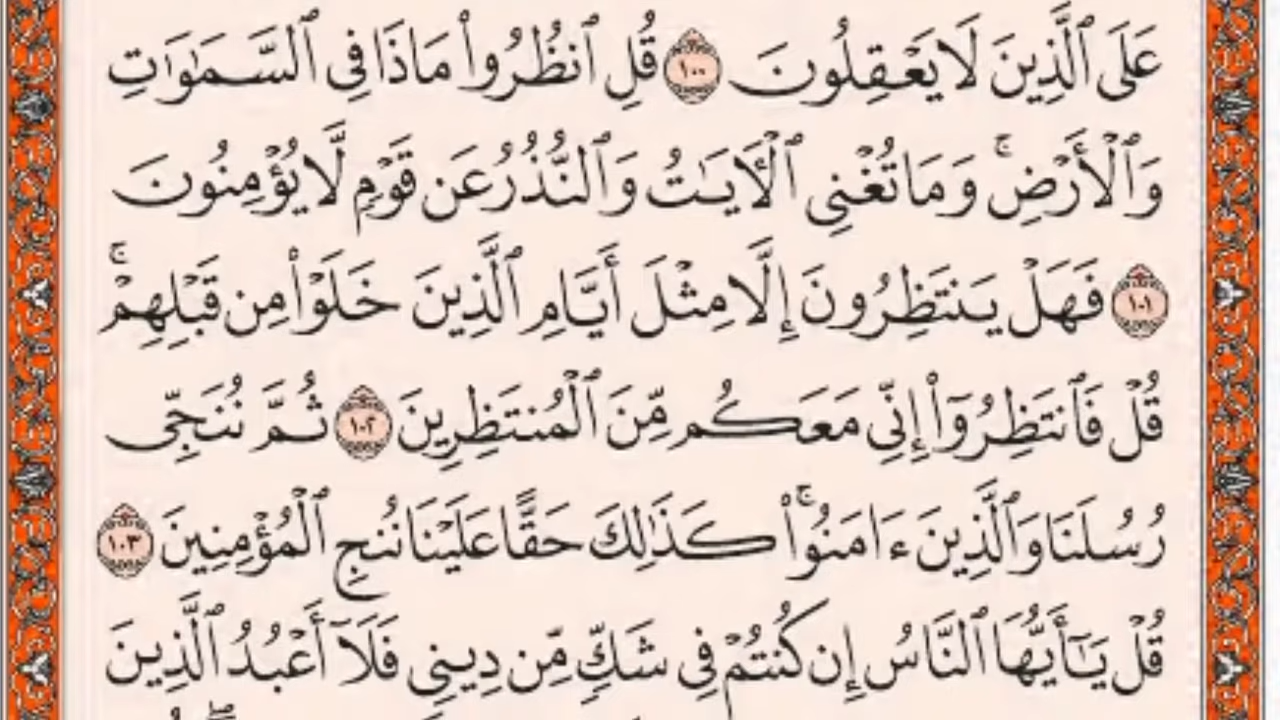 عَلَى ٱلَّذِينَ لَا يَعۡقِلُونَ ١٠٠ قُلِ ٱنظُرُواْ مَاذَا فِي ٱلسَّمَٰوَٰتِ
وَٱلۡأَرۡضِۚ وَمَا تُغۡنِي ٱلۡأٓيَٰتُ وَٱلنُّذُرُ عَن قَوۡمٖ لَّا يُؤۡمِنُونَ
١٠١ فَهَلۡ يَنتَظِرُونَ إِلَّا مِثۡلَ أَيَّامِ ٱلَّذِينَ خَلَوۡاْ مِن قَبۡلِهِمۡۚ
قُلۡ فَٱنتَظِرُوٓاْ إِنِّي مَعَكُم مِّنَ ٱلۡمُنتَظِرِينَ ١٠٢ ثُمَّ نُنَجِّي
رُسُلَنَا وَٱلَّذِينَ ءَامَنُواْۚ كَذَٰلِكَ حَقًّا عَلَيۡنَا نُنجِ ٱلۡمُؤۡمِنِينَ ١٠٣
قُلۡ يَٰٓأَيُّهَا ٱلنَّاسُ إِن كُنتُمۡ فِي شَكّٖ مِّن دِينِي فَلَآ أَعۡبُدُ ٱلَّذِينَ